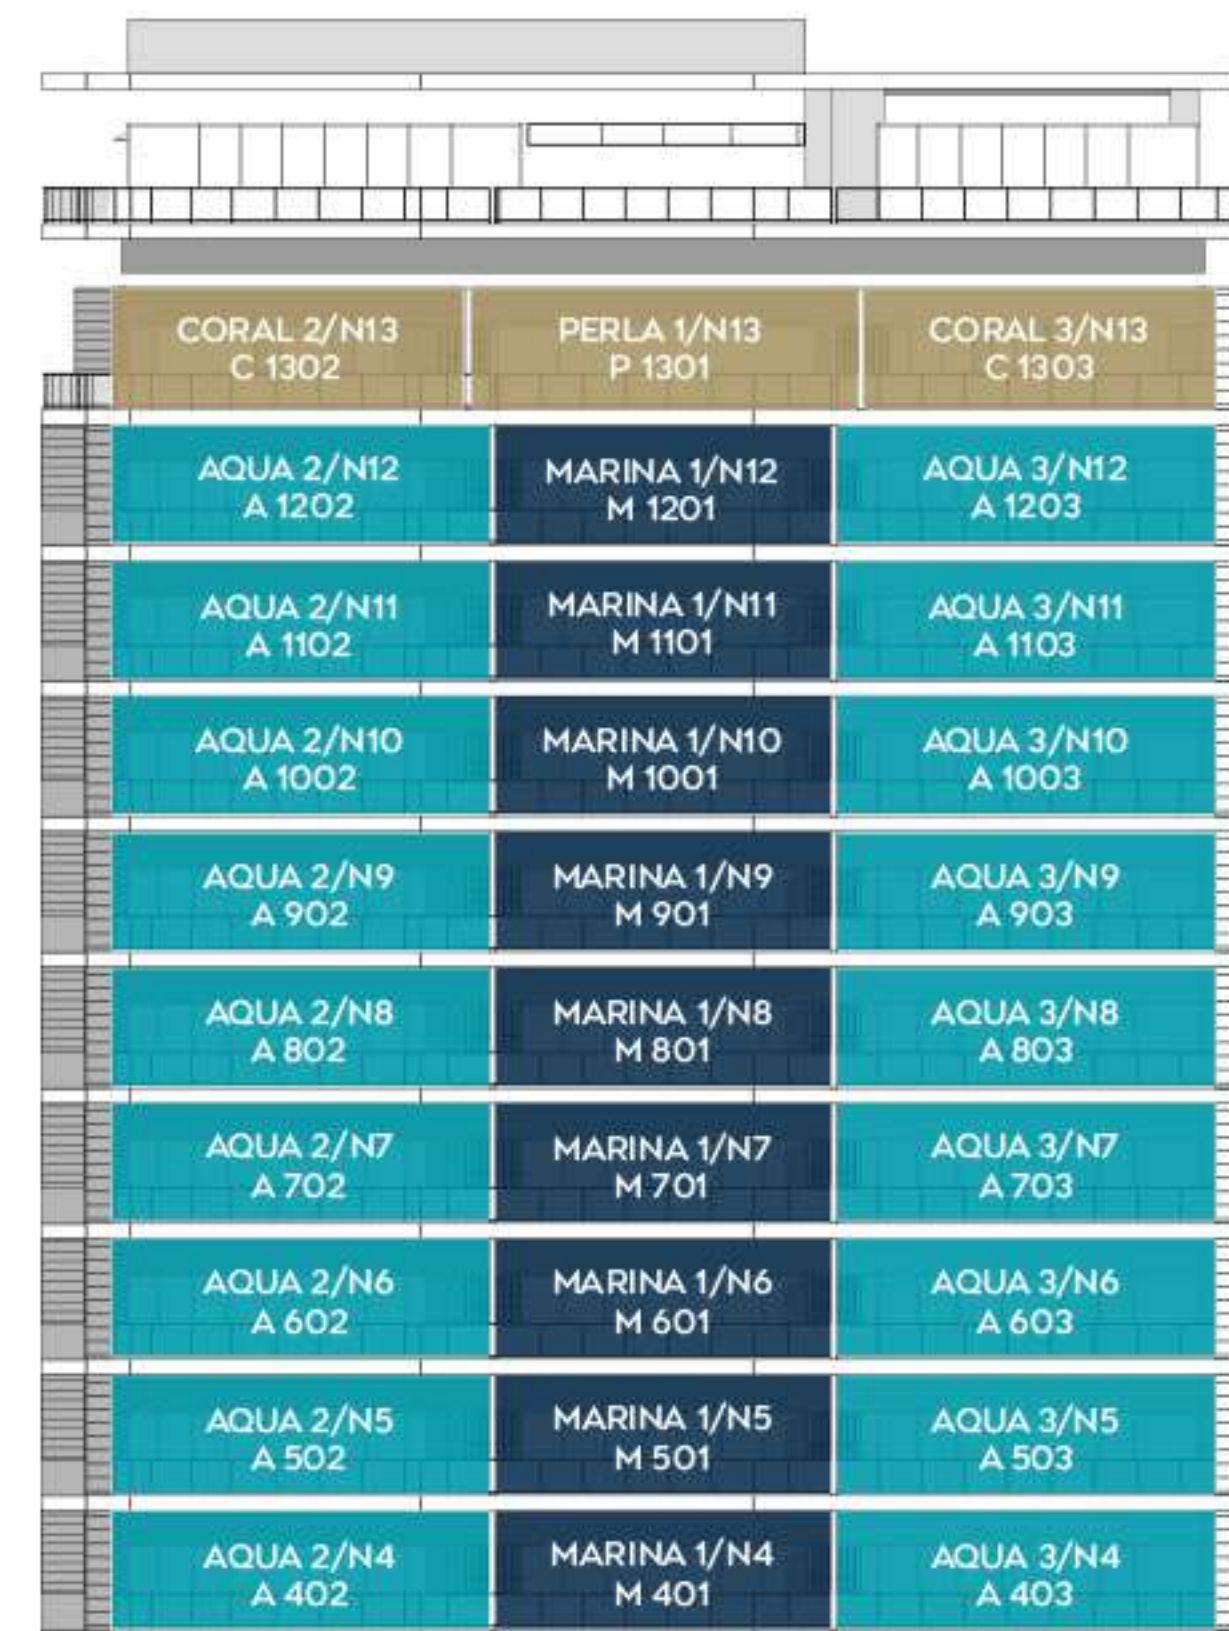 CORAL 2/N13
C 1302
PERLA 1/N13
P 1301
CORAL 3/N13
C 1303
AQUA 2/N12
A 1202
MARINA 1/N12
M 1201
AQUA 3/N12
A 1203
AQUA 2/N11
A 1102
MARINA 1/N11
M 1101
AQUA 3/N11
A 1103
AQUA 2/N10
A 1002
MARINA 1/N10
M 1001
AQUA 3/N10
A 1003
AQUA 2/N9
A 902
MARINA 1/N9
M 901
AQUA 3/N9
A 903
AQUA 2/N8
A 802
MARINA 1/N8
M 801
AQUA 3/N8
A 803
AQUA 2/N7
A 702
MARINA 1/N7
M 701
AQUA 3/N7
A 703
AQUA 2/N6
A 602
MARINA 1/N6
M 601
AQUA 3/N6
A 603
AQUA 2/N5
A 502
MARINA 1/N5
M 501
AQUA 3/N5
A 503
AQUA 2/N4
A 402
MARINA 1/N4
M 401
AQUA 3/N4
A 403